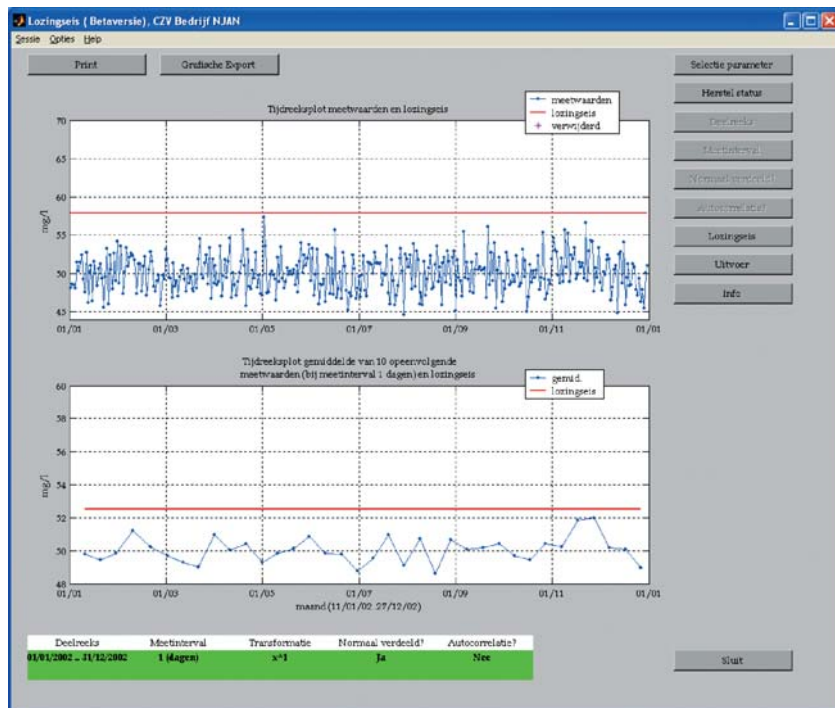 Lozingseis ( Betaversie), CZV Bedrijf NJAN
Sessie Opties Help
Print
Grafische Export
Selectie parameter
Herstel status
Deelreeks
Meetinterval
Normaal verdeeld?
Autocorrelatie?
Lozingseis
Uitvoer
Info
Tijdreeksplot meetwaarden en lozingseis
meetwaarden
lozingseis
verwijderd
mg/l
70
65
60
55
50
45
01/01 01/03 01/05 01/07 01/09 01/11 01/01
Tijdreeksplot gemiddelde van 10 opeenvolgende
meetwaarden (bij meetinterval 1 dagen) en lozingseis
gemid.
lozingseis
mg/l
60
58
56
54
52
50
48
01/01 01/03 01/05 01/07 01/09 01/11 01/01
maand (11/01/02..27/12/02)
Deelreeks Meetinterval Transformatie Normaal verdeeld? Autocorrelatie?
01/01/2002 .. 31/12/2002 1 (dagen) x^1 Ja Nee
Sluit